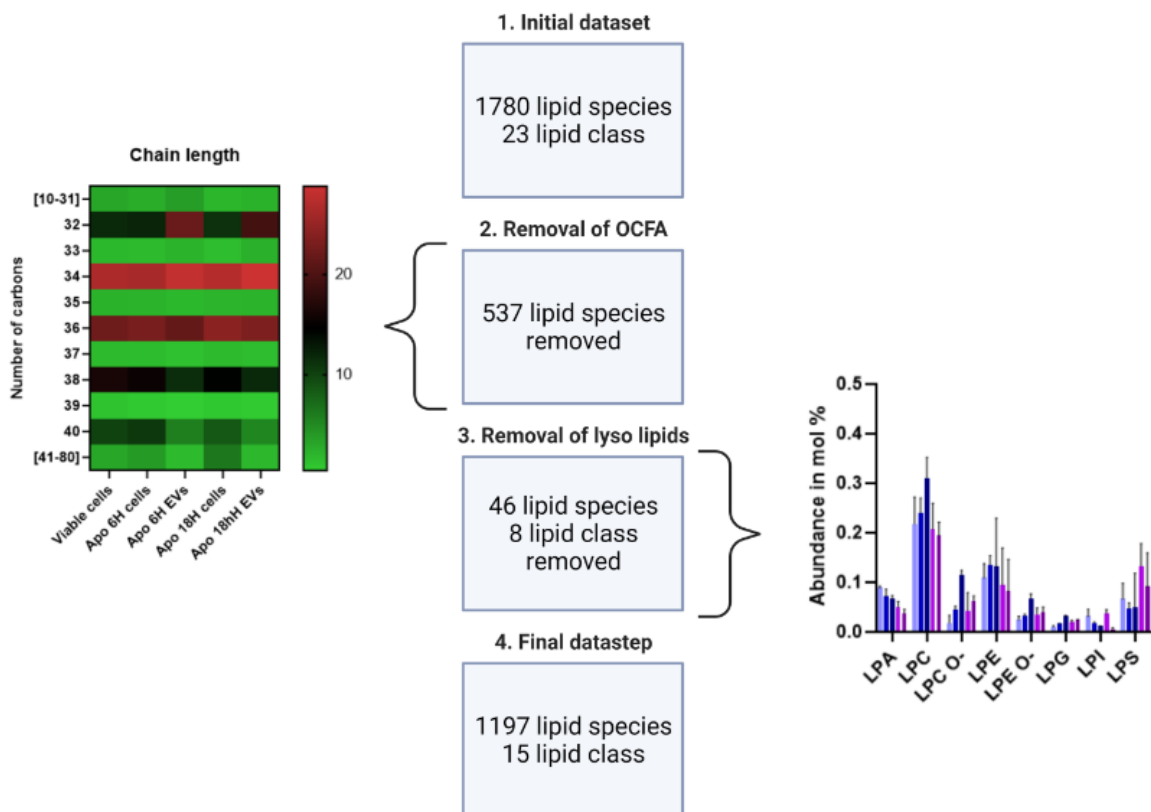 1. Initial dataset
1780 lipid species
23 lipid class
Chain length
Number of carbons
[10-31]
32
33
34
35
36
37
38
39
40
[41-80]
20
10
Viable cells
Apo 6H cells
Apo 6H EVs
Apo 18H cells
Apo 18hH EVs
2. Removal of OCFA
537 lipid species
removed
3. Removal of lyso lipids
46 lipid species
8 lipid class
removed
Abundance in mol %
0.5
0.4
0.3
0.2
0.1
0.0
LPA
LPC
LPC O-
LPE
LPE O-
LPG
LPI
LPS
4. Final datastep
1197 lipid species
15 lipid class